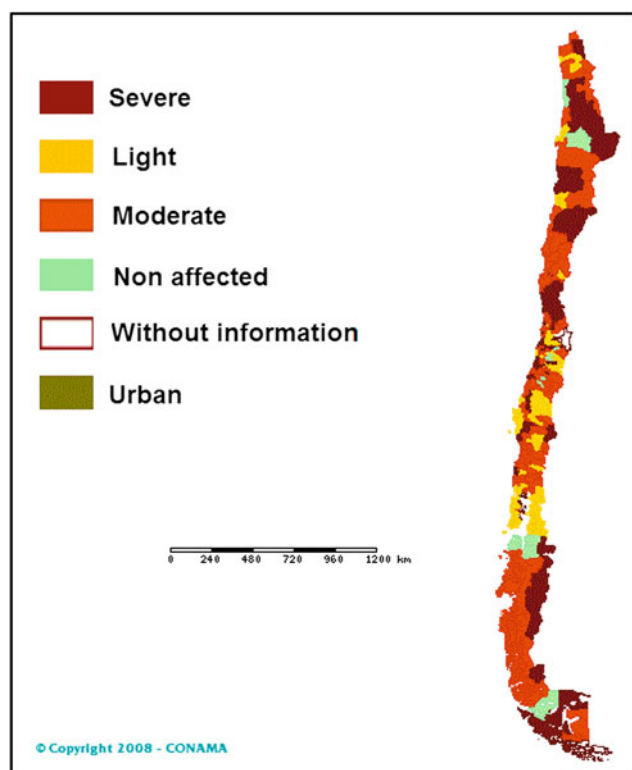 Severe
Light
Moderate
Non affected
Without information
Urban
0 240 480 720 960 1200 km
© Copyright 2008 - CONAMA